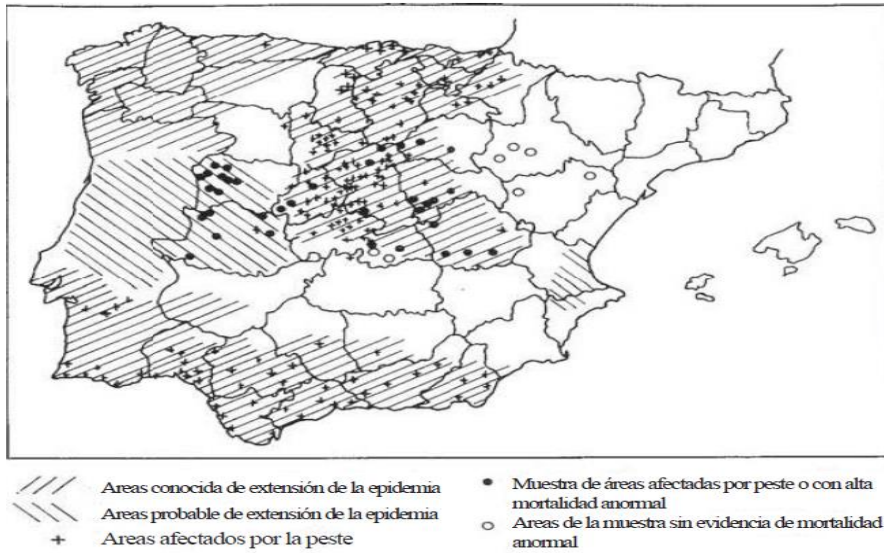 Areas conocida de extensión de la epidemia
Areas probable de extensión de la epidemia
Areas afectados por la peste
Muestra de áreas afectadas por peste o con alta
mortalidad anormal
Areas de la muestra sin evidencia de mortalidad
anormal